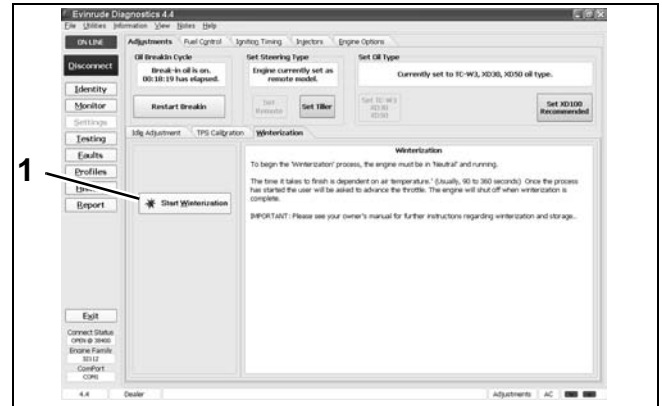 Evinrude Diagnostics 4.4
File Utilities Information View Notes Help
ON LINE
Disconnect
Identity
Monitor
Settings
Testing
Faults
Profiles
Report
Exit
Connect Status
OPEN @ 38400
Engine Family
ComPort
COM1
Adjustments Fuel Control Ignition Timing Injectors Engine Options
Oil Breakin Cycle
Break-in oil is on.
00:18:19 has elapsed.
Restart Breakin
Set Steering Type
Engine currently set as
remote model.
Set
Remote
Set Tiller
Set Oil Type
Currently set to TC-W3, XD30, XD50 oil type.
Set TC-W3
XD30
XD50
Set XD100
Recommended
Idle Adjustment TPS Calibration Winterization
1
Start Winterization
Winterization
To begin the 'Winterization' process, the engine must be in 'Neutral' and running.
The time it takes to finish is dependent on air temperature.' (Usually, 90 to 360 seconds) Once the process
has started the user will be asked to advance the throttle. The engine will shut off when winterization is
complete.
IMPORTANT: Please see your owner's manual for further instructions regarding winterization and storage..
4.4 Dealer Adjustments AC